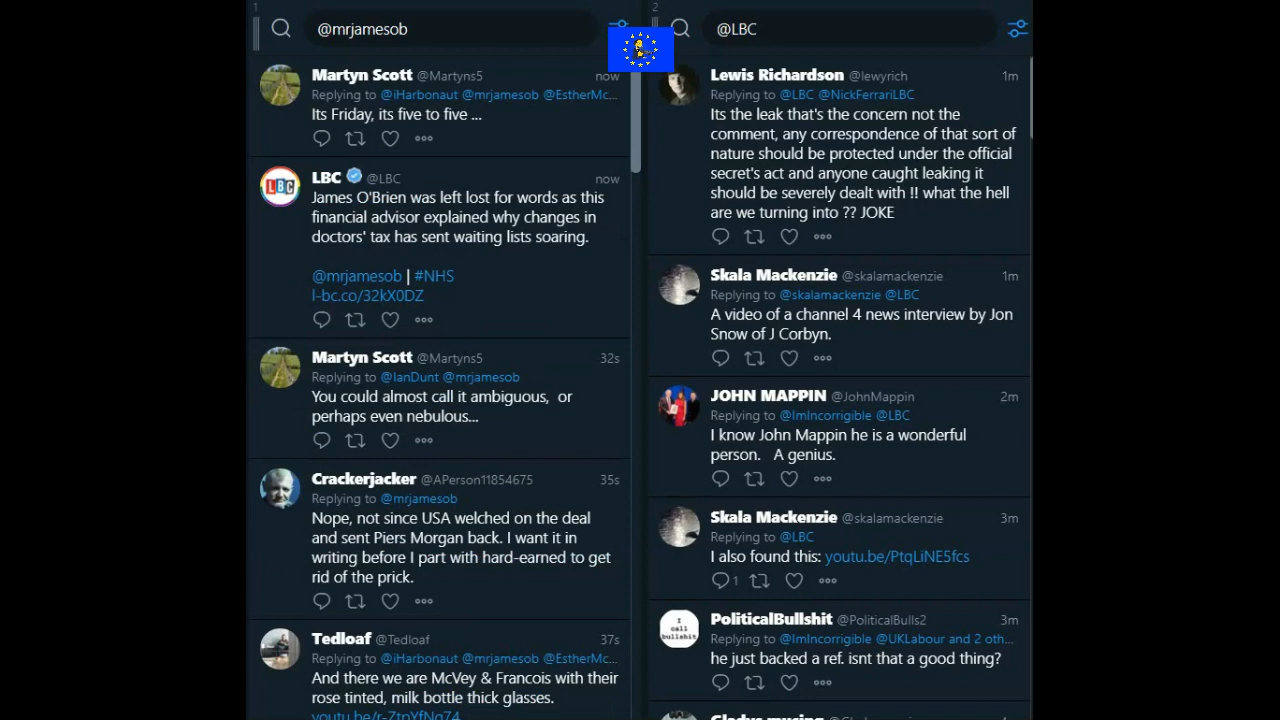 1
@mrjamesob
Martyn Scott @Martyns5 now
Replying to @iHarbonaut @mrjamesob @EstherMc...
Its Friday, its five to five ...
LBC
LBC @LBC now
James O'Brien was left lost for words as this
financial advisor explained why changes in
doctors' tax has sent waiting lists soaring.
@mrjamesob | #NHS
l-bc.co/32kX0DZ
Martyn Scott @Martyns5 32s
Replying to @IanDunt @mrjamesob
You could almost call it ambiguous, or
perhaps even nebulous...
Crackerjacker @APerson11854675 35s
Replying to @mrjamesob
Nope, not since USA welched on the deal
and sent Piers Morgan back. I want it in
writing before I part with hard-earned to get
rid of the prick.
Tedloaf @Tedloaf 37s
Replying to @iHarbonaut @mrjamesob @EstherMc...
And there we are McVey & Francois with their
rose tinted, milk bottle thick glasses.
youtu.be/r-ZtpYfNg74
2
@LBC
Lewis Richardson @lewyrich 1m
Replying to @LBC @NickFerrariLBC
Its the leak that's the concern not the
comment, any correspondence of that sort of
nature should be protected under the official
secret's act and anyone caught leaking it
should be severely dealt with !! what the hell
are we turning into ?? JOKE
Skala Mackenzie @skalamackenzie 1m
Replying to @skalamackenzie @LBC
A video of a channel 4 news interview by Jon
Snow of J Corbyn.
JOHN MAPPIN @JohnMappin 2m
Replying to @ImIncorrigible @LBC
I know John Mappin he is a wonderful
person. A genius.
Skala Mackenzie @skalamackenzie 3m
Replying to @LBC
I also found this: youtu.be/PtqLiNE5fcs
1
I
call
bullshit
PoliticalBullshit @PoliticalBulls2 3m
Replying to @ImIncorrigible @UKLabour and 2 oth...
he just backed a ref. isnt that a good thing?